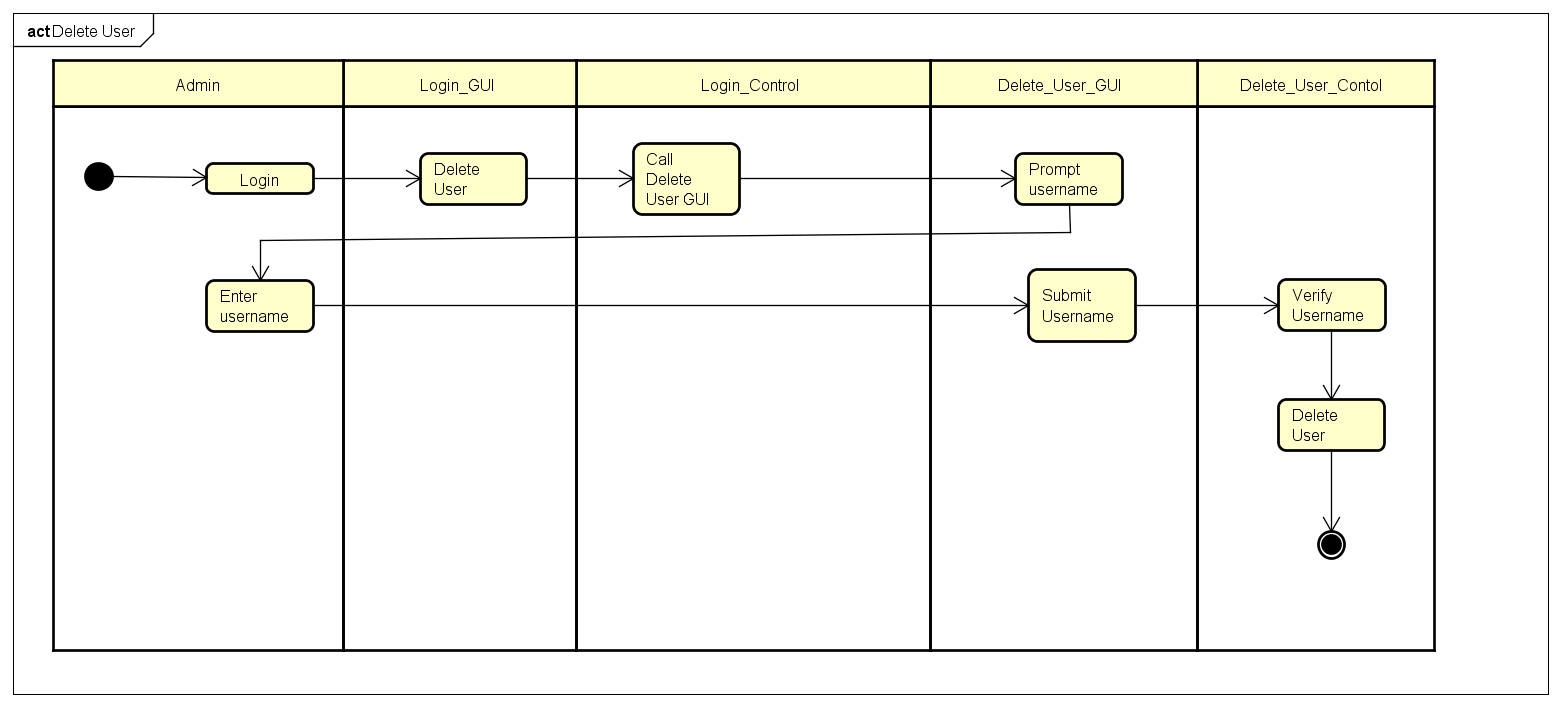 act Delete User
Admin
Login_GUI
Login_Control
Delete_User_GUI
Delete_User_Contol
Login
Delete
User
Call
Delete
User GUI
Prompt
username
Enter
username
Submit
Username
Verify
Username
Delete
User